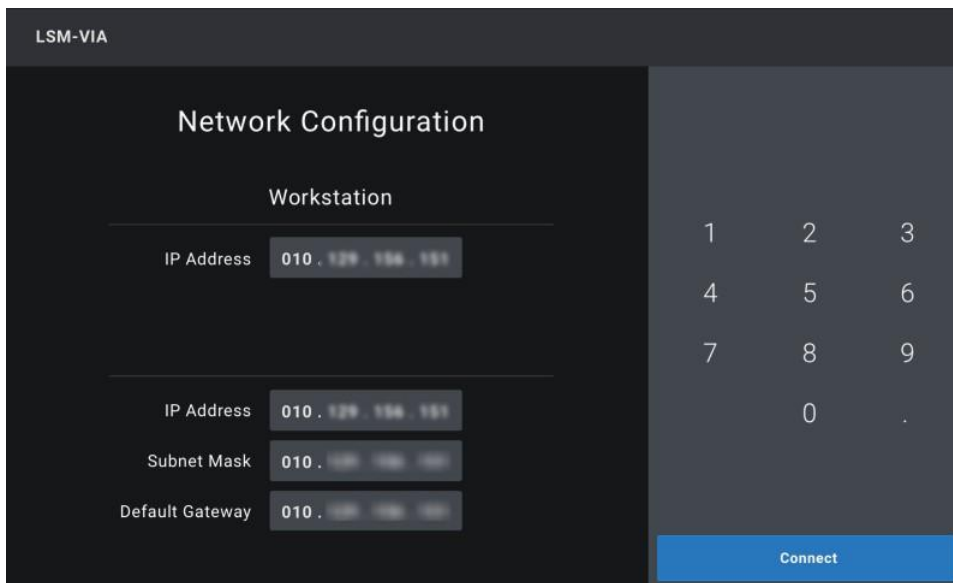 LSM-VIA
Network Configuration
Workstation
IP Address 010 .
IP Address 010 .
Subnet Mask 010 .
Default Gateway 010 .
1 2 3
4 5 6
7 8 9
0 .
Connect